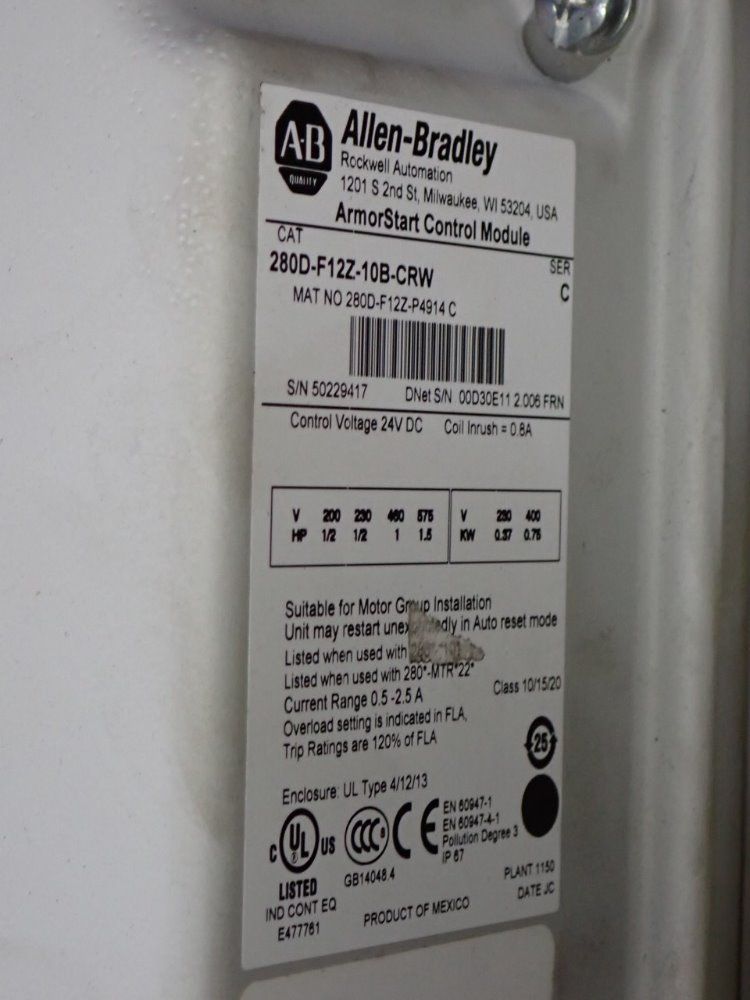 A-B
QUALITY
Allen-Bradley
Rockwell Automation
1201 S 2nd St, Milwaukee, WI 53204, USA
ArmorStart Control Module
CAT SER
280D-F12Z-10B-CRW C
MAT NO 280D-F12Z-P4914 C
S/N 50229417 DNet S/N 00D30E11 2.006 FRN
Control Voltage 24V DC Coil Inrush = 0.6A
V 200 230 460 575 V 230 400
HP 1/2 1/2 1 1.5 KW 0.37 0.75
Suitable for Motor Group Installation
Unit may restart in Auto reset mode
Listed when used with
Listed when used with 280*-MTR*22*
Current Range 0.5 -2.5 A Class 10/15/20
Overload setting is indicated in FLA,
Trip Ratings are 120% of FLA
25
Enclosure: UL Type 4/12/13
C UL US
LISTED
IND CONT EQ
E477761
CCC
GB14048.4
CE
EN 60947-1
EN 60947-4-1
Pollution Degree 3
IP 67
PRODUCT OF MEXICO
PLANT 1150
DATE JC